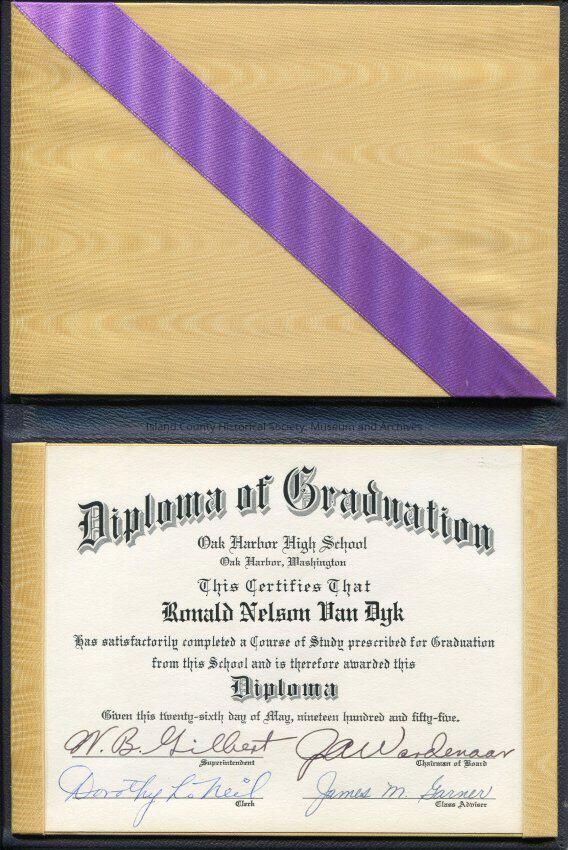 Island County Historical Society, Museum and Archives
Diploma of Graduation
Oak Harbor High School
Oak Harbor, Washington
This Certifies That
Ronald Nelson Van Dyk
Has satisfactorily completed a Course of Study prescribed for Graduation
from this School and is therefore awarded this
Diploma
Given this twenty-sixth day of May, nineteen hundred and fifty-five.
W. B. Gilbert J A Wardenaar
Superintendent Chairman of Board
Dorothy L. Neil James M. Garner
Clerk Class Adviser